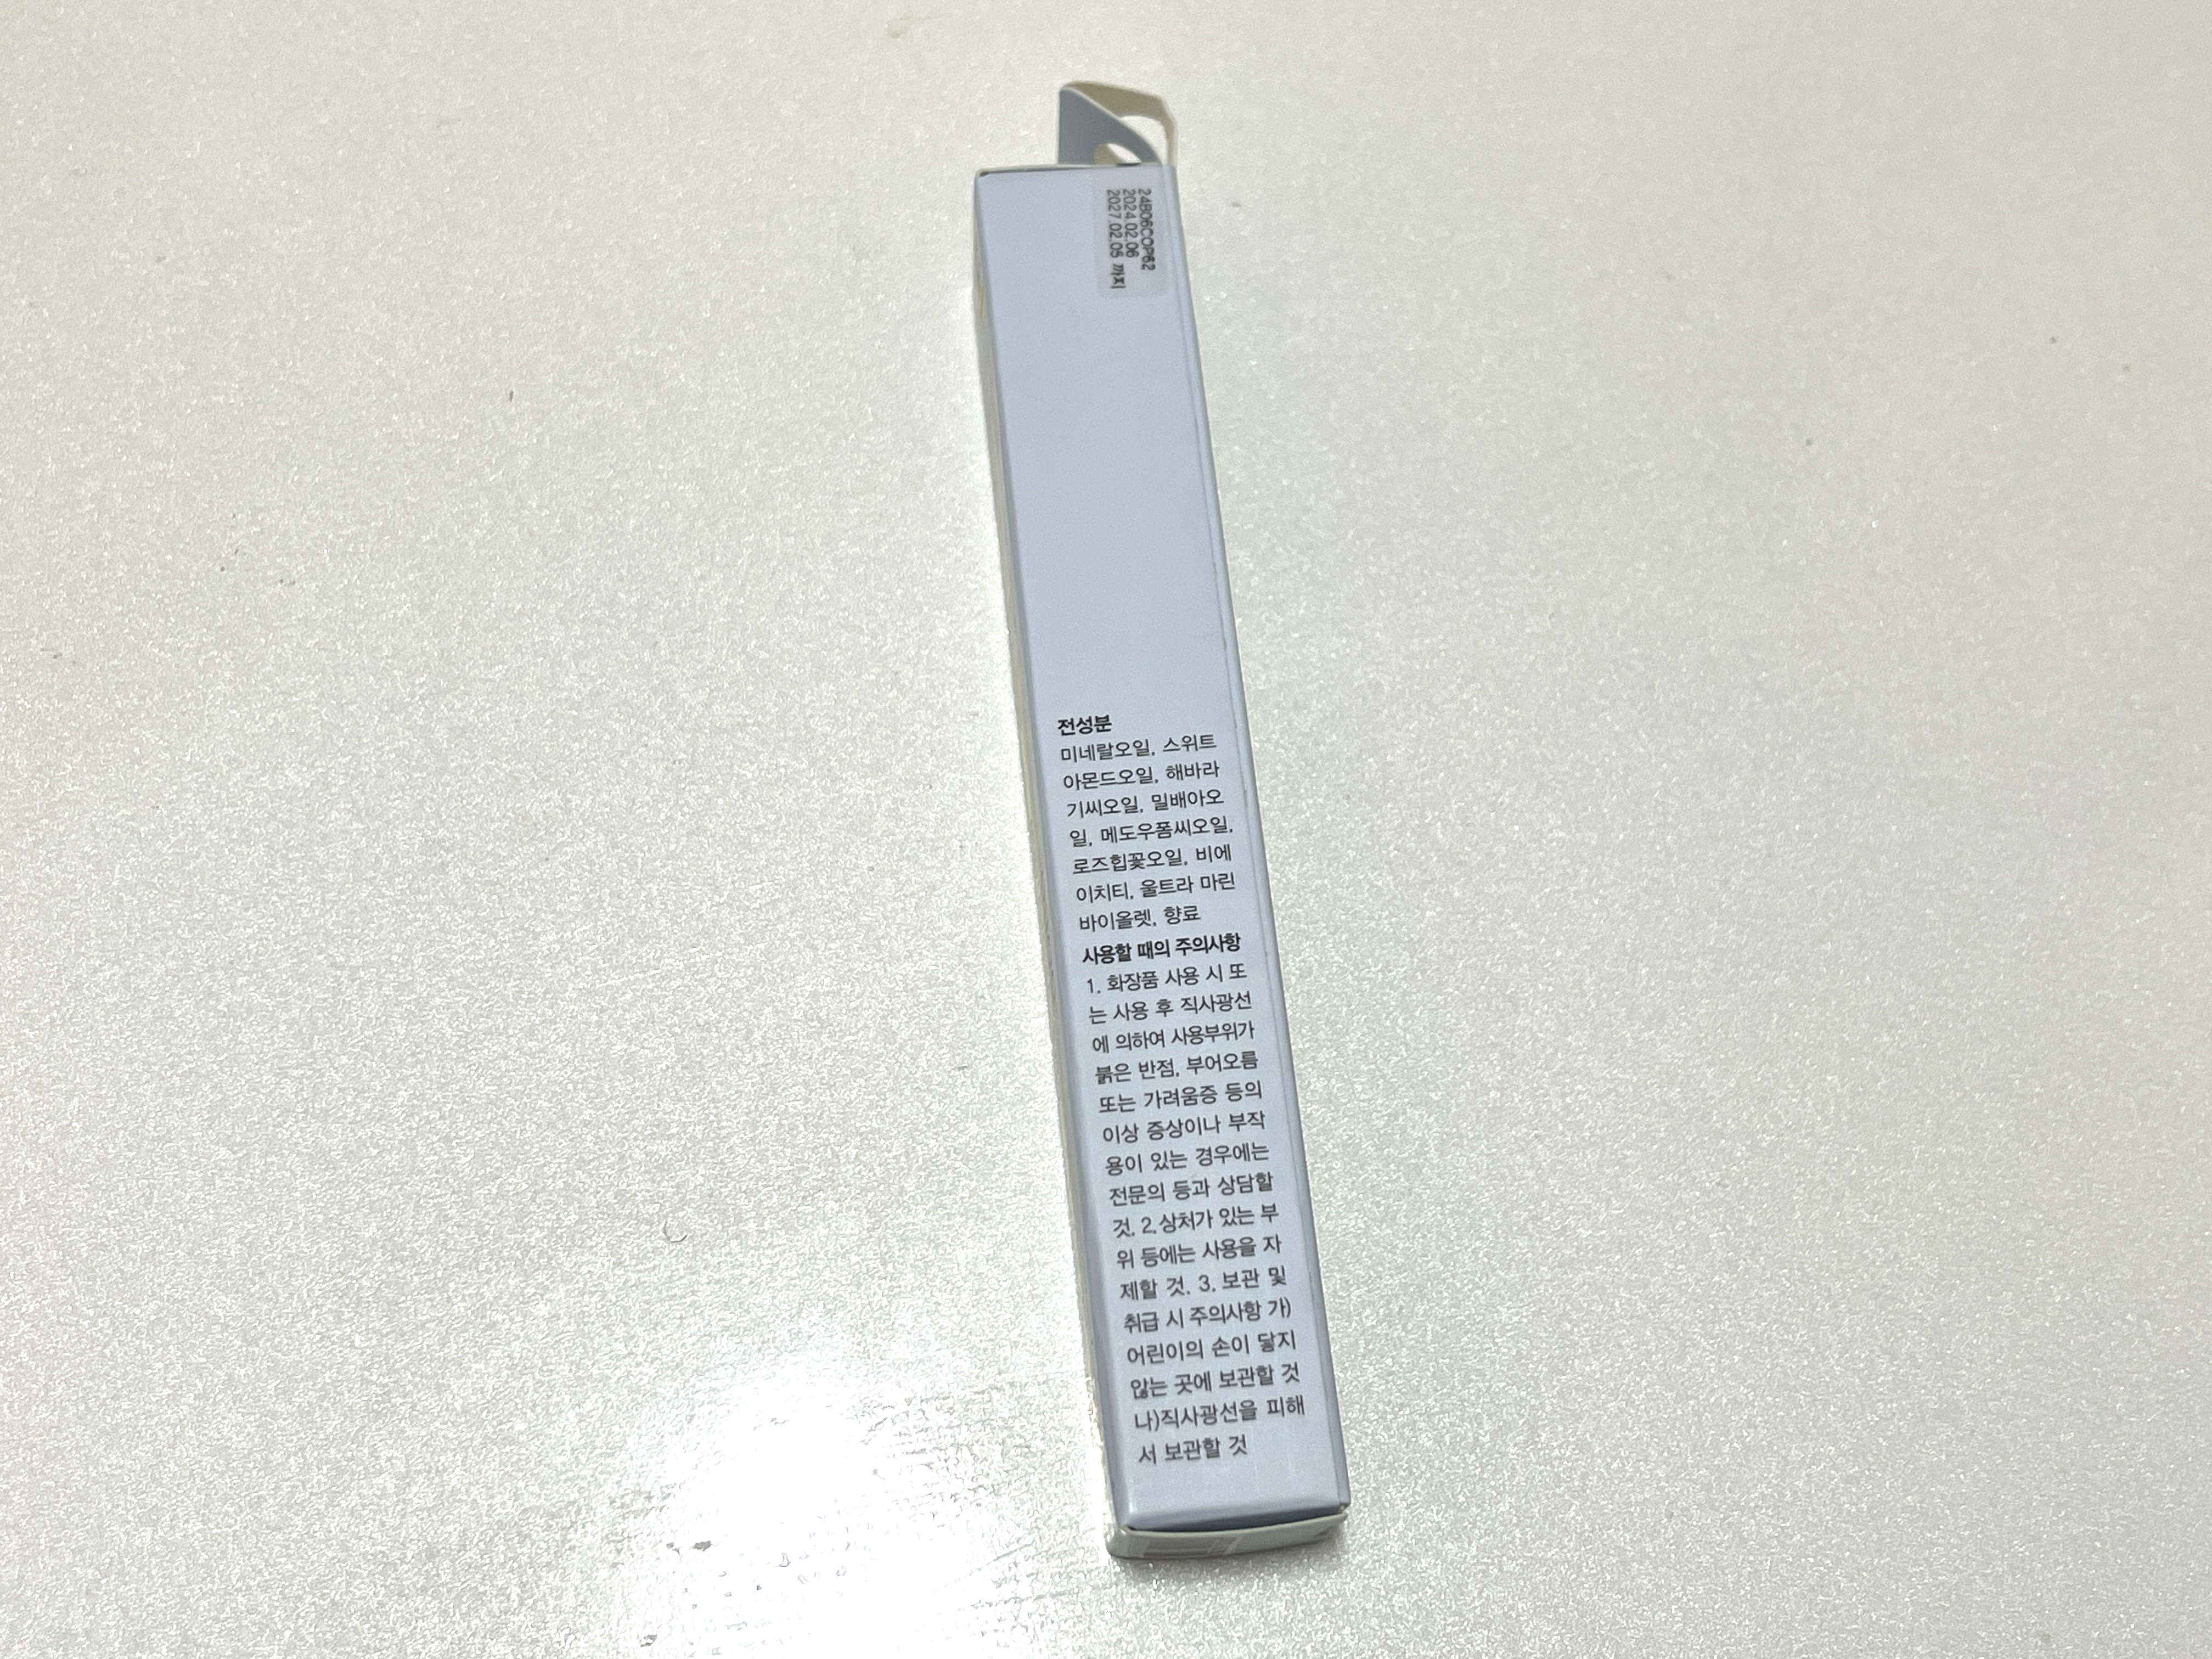 24B06COP62
2024.02.06
2027.02.05 까지
전성분
미네랄오일, 스위트
아몬드오일, 해바라
기씨오일, 밀배아오
일, 메도우폼씨오일,
로즈힙꽃오일, 비에
이치티, 울트라 마린
바이올렛, 향료
사용할 때의 주의사항
1. 화장품 사용 시 또
는 사용 후 직사광선
에 의하여 사용부위가
붉은 반점, 부어오름
또는 가려움증 등의
이상 증상이나 부작
용이 있는 경우에는
전문의 등과 상담할
것. 2.상처가 있는 부
위 등에는 사용을 자
제할 것. 3. 보관 및
취급 시 주의사항 가)
어린이의 손이 닿지
않는 곳에 보관할 것
나)직사광선을 피해
서 보관할 것